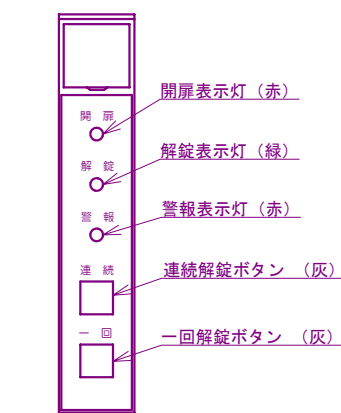 開扉表示灯（赤）
開 扉
解錠表示灯（緑）
解 錠
警報表示灯（赤）
警 報
連続解錠ボタン （灰）
連 続
一回解錠ボタン （灰）
一 回